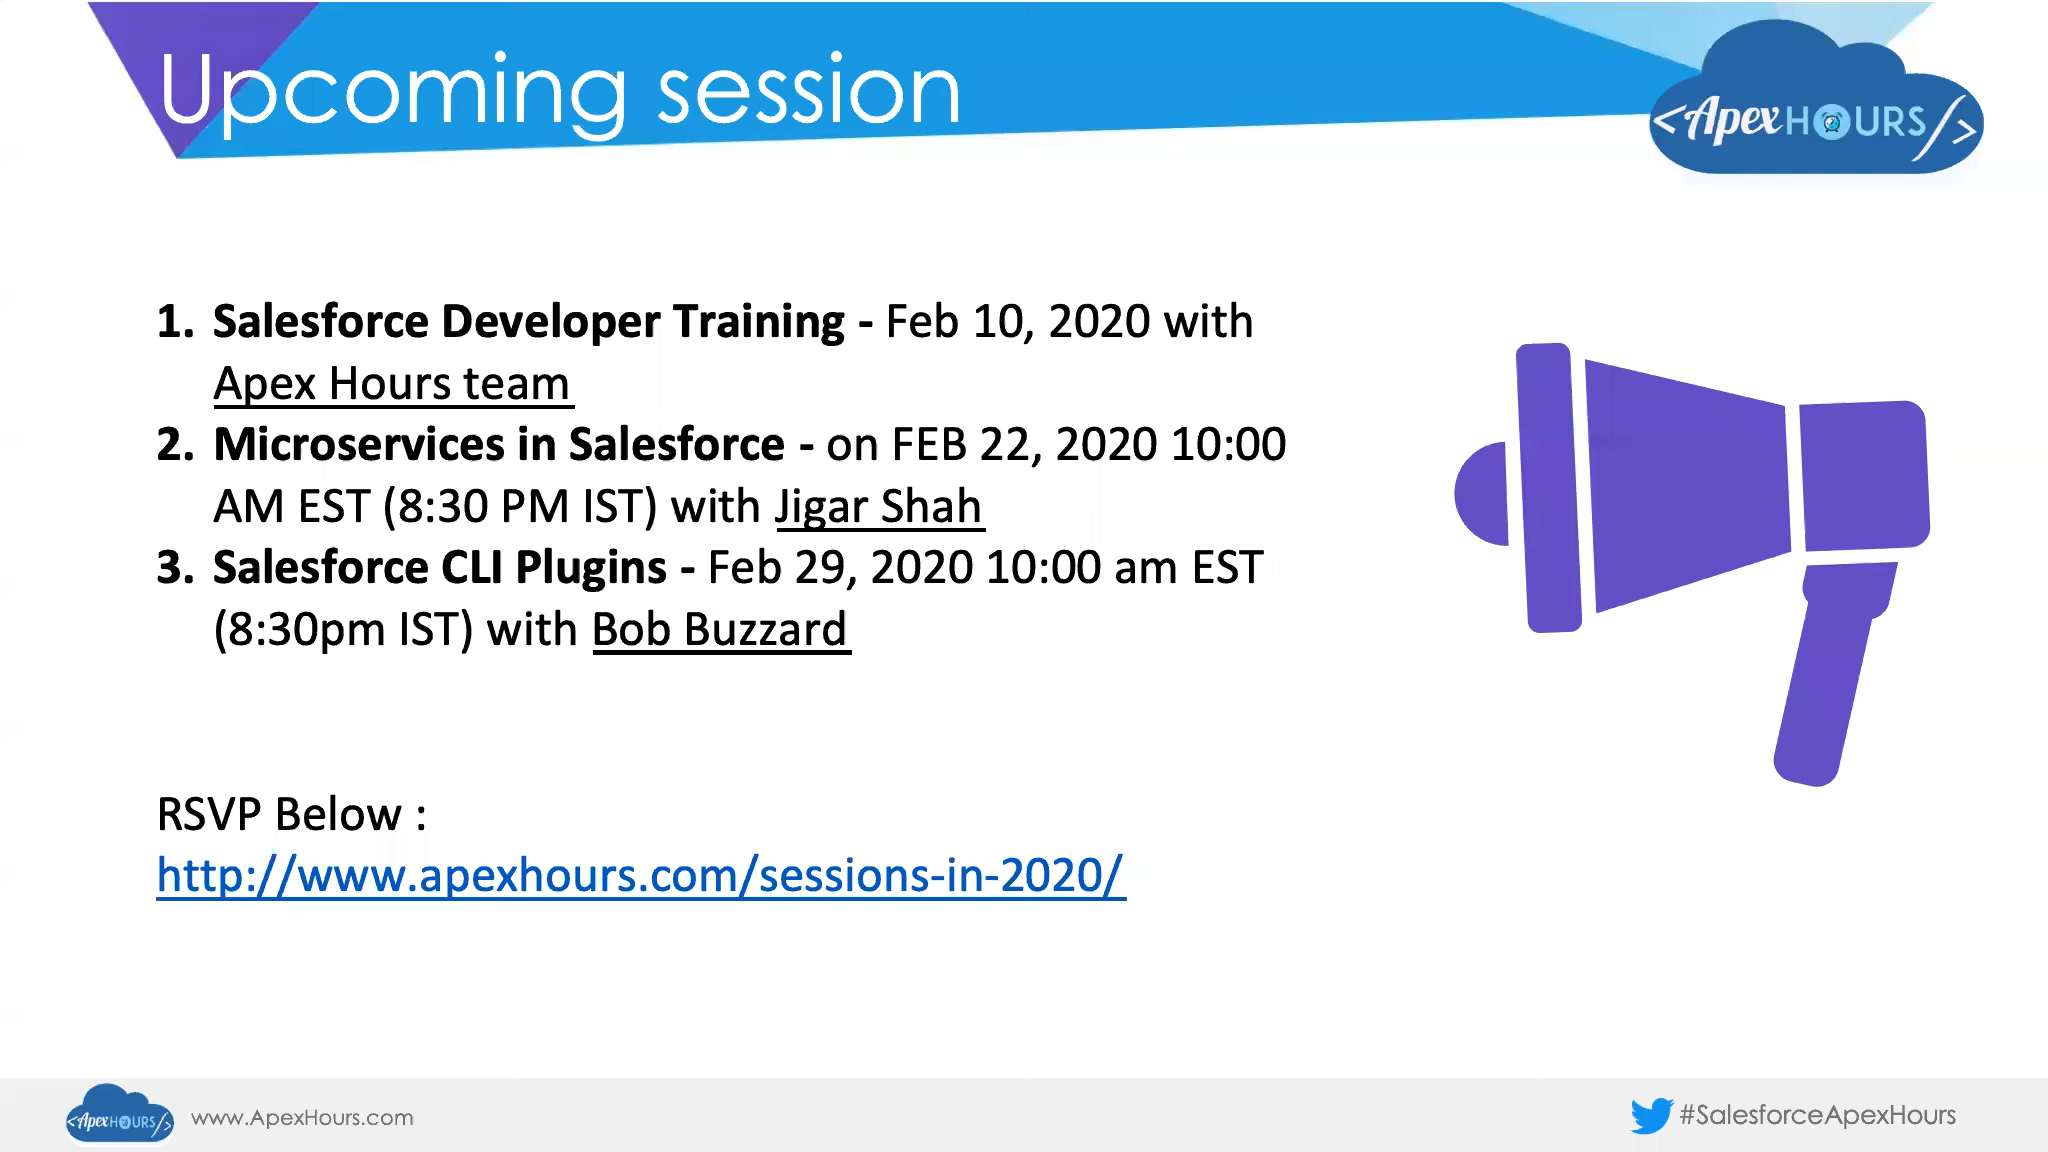 Upcoming session
<ApexHOURS/>
1. Salesforce Developer Training - Feb 10, 2020 with
Apex Hours team
2. Microservices in Salesforce - on FEB 22, 2020 10:00
AM EST (8:30 PM IST) with Jigar Shah
3. Salesforce CLI Plugins - Feb 29, 2020 10:00 am EST
(8:30pm IST) with Bob Buzzard
RSVP Below :
http://www.apexhours.com/sessions-in-2020/
<ApexHOURS/>
www.ApexHours.com
#SalesforceApexHours